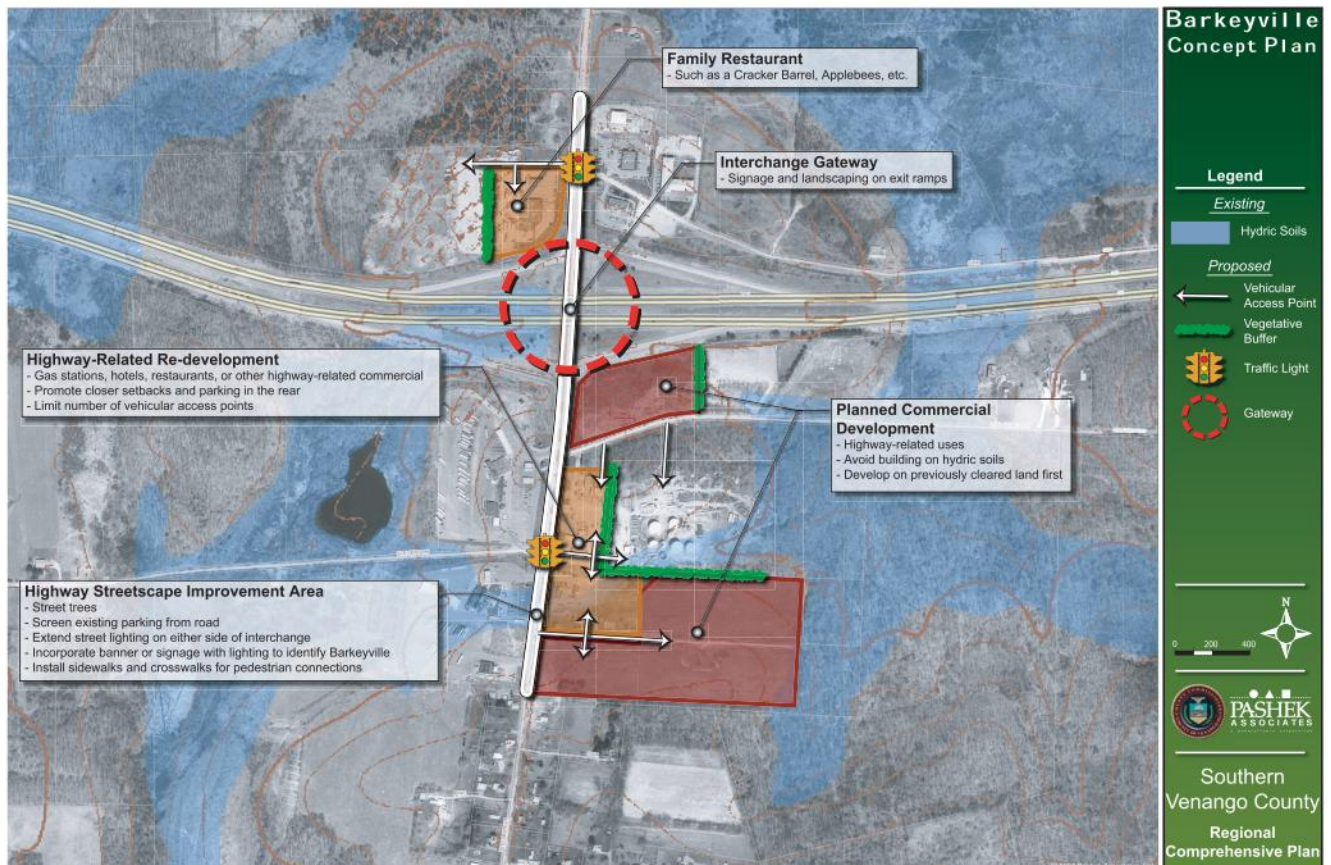 Barkeyville
Concept Plan
Family Restaurant
- Such as a Cracker Barrel, Applebees, etc.
Interchange Gateway
- Signage and landscaping on exit ramps
Highway-Related Re-development
- Gas stations, hotels, restaurants, or other highway-related commercial
- Promote closer setbacks and parking in the rear
- Limit number of vehicular access points
Planned Commercial
Development
- Highway-related uses
- Avoid building on hydric soils
- Develop on previously cleared land first
Highway Streetscape Improvement Area
- Street trees
- Screen existing parking from road
- Extend street lighting on either side of interchange
- Incorporate banner or signage with lighting to identify Barkeyville
- Install sidewalks and crosswalks for pedestrian connections
Legend
Existing
Hydric Soils
Proposed
Vehicular
Access Point
Vegetative
Buffer
Traffic Light
Gateway
N
0 200 400
PASHEK
ASSOCIATES
Southern
Venango County
Regional
Comprehensive Plan